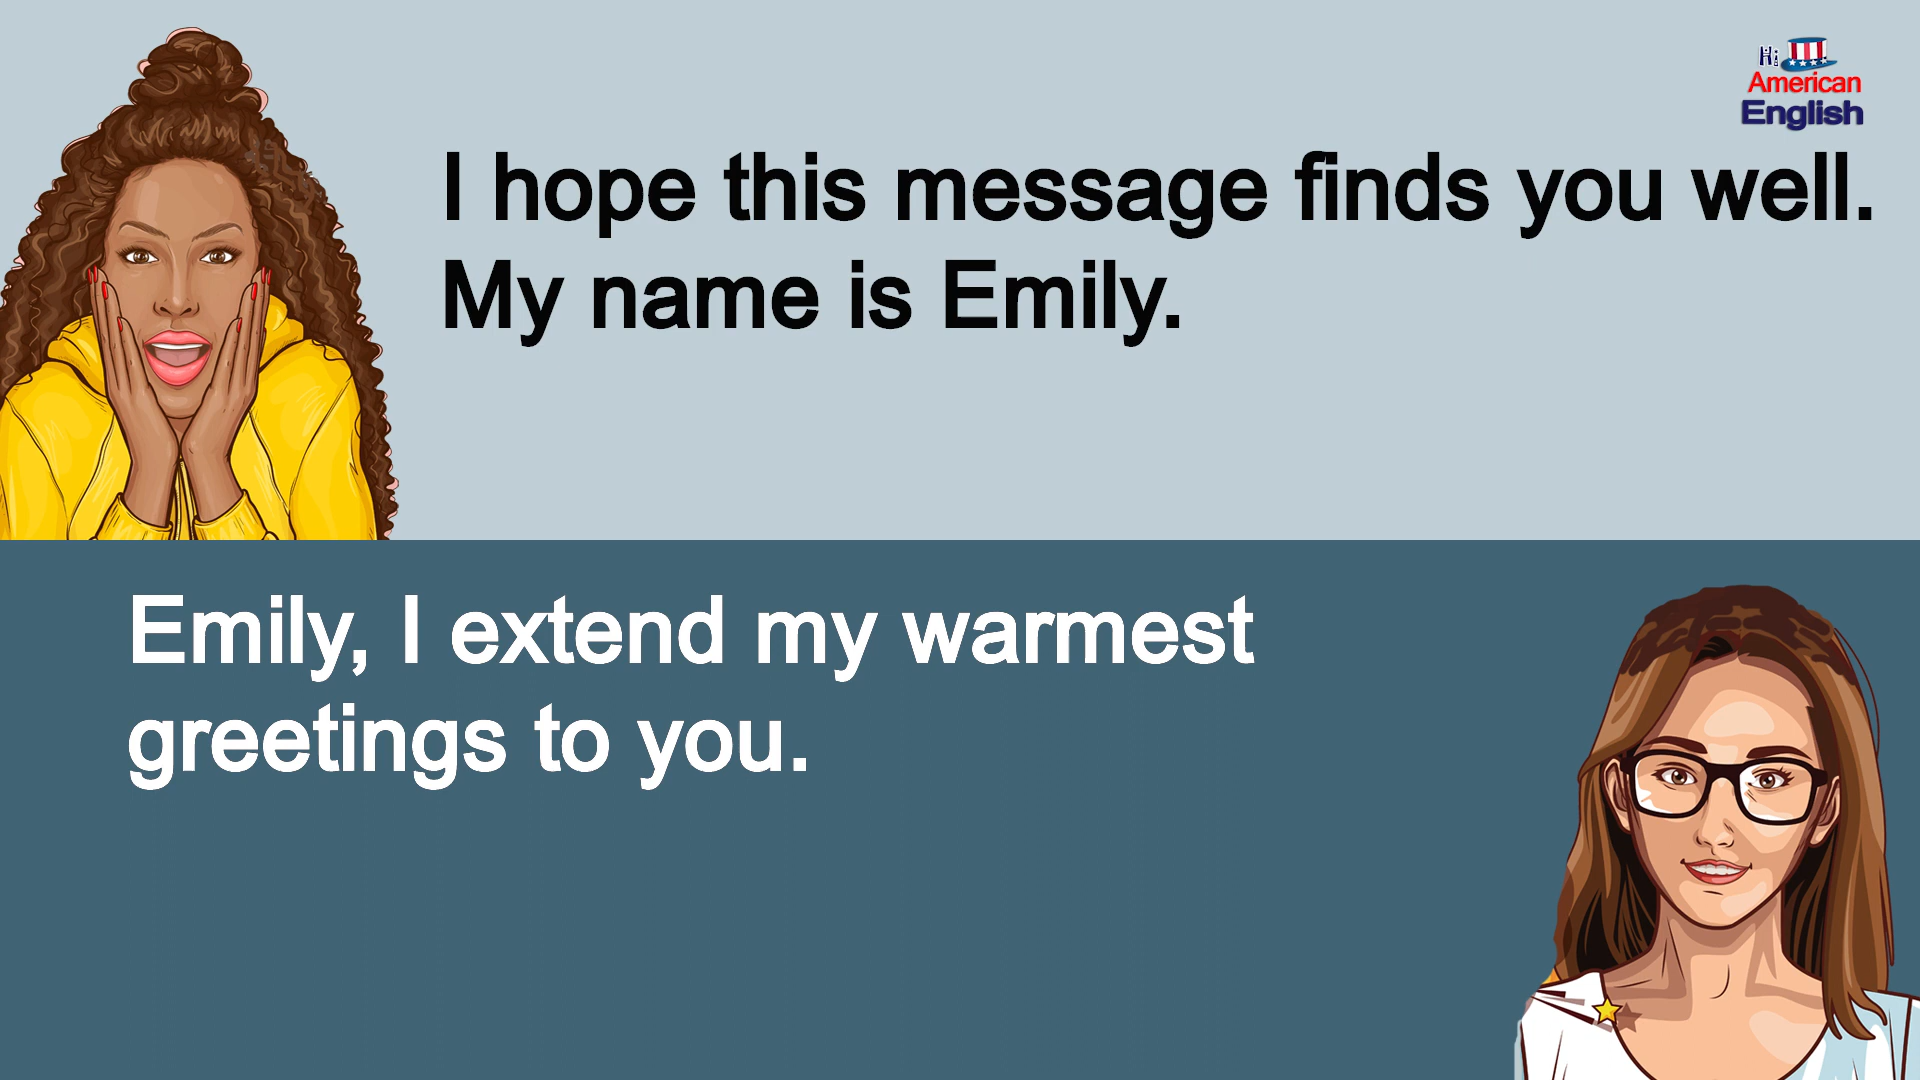 Hi
American
English
I hope this message finds you well.
My name is Emily.
Emily, I extend my warmest
greetings to you.